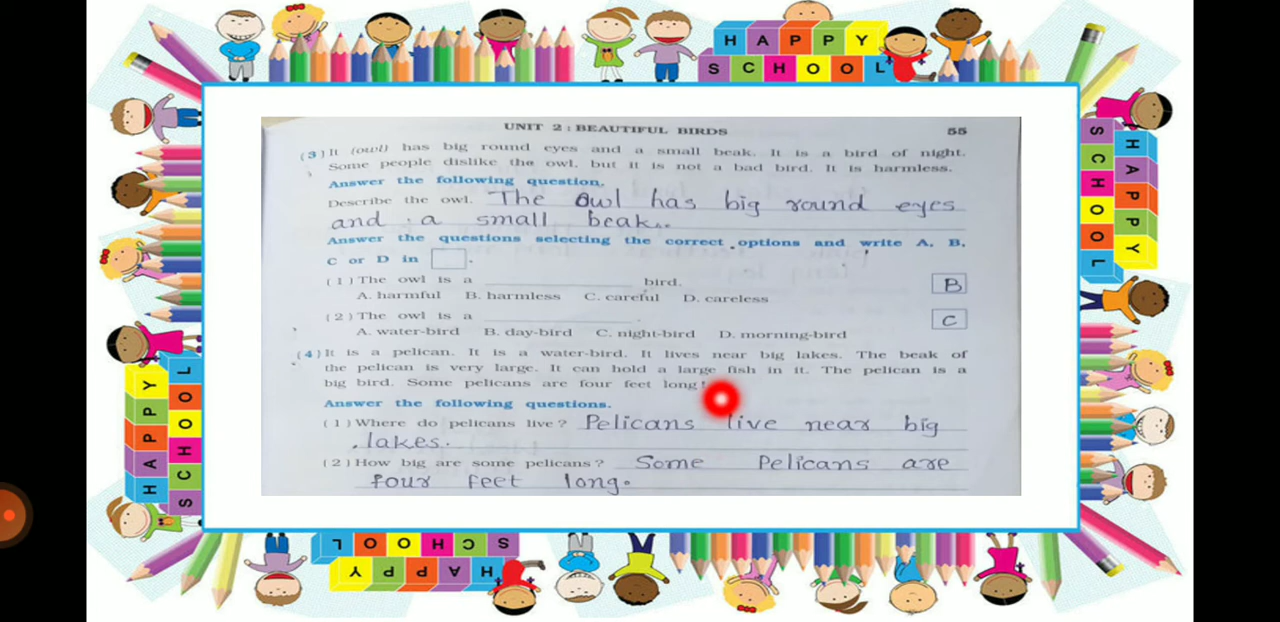 HAPPY
SCHOOL
UNIT 2 : BEAUTIFUL BIRDS 55
(3) It (owl) has big round eyes and a small beak. It is a bird of night.
Some people dislike the owl, but it is not a bad bird. It is harmless.
Answer the following question.
Describe the owl. The Owl has big round eyes
and a small beak.
Answer the questions selecting the correct options and write A, B,
C or D in .
(1) The owl is a ____________ bird. B
A. harmful B. harmless C. careful D. careless
(2) The owl is a ____________. C
A. water-bird B. day-bird C. night-bird D. morning-bird
(4) It is a pelican. It is a water-bird. It lives near big lakes. The beak of
the pelican is very large. It can hold a large fish in it. The pelican is a
big bird. Some pelicans are four feet long!
Answer the following questions.
(1) Where do pelicans live? Pelicans live near big
lakes.
(2) How big are some pelicans? Some Pelicans are
four feet long.
HAPPY
SCHOOL
HAPPY
SCHOOL
SCHOOL
HAPPY